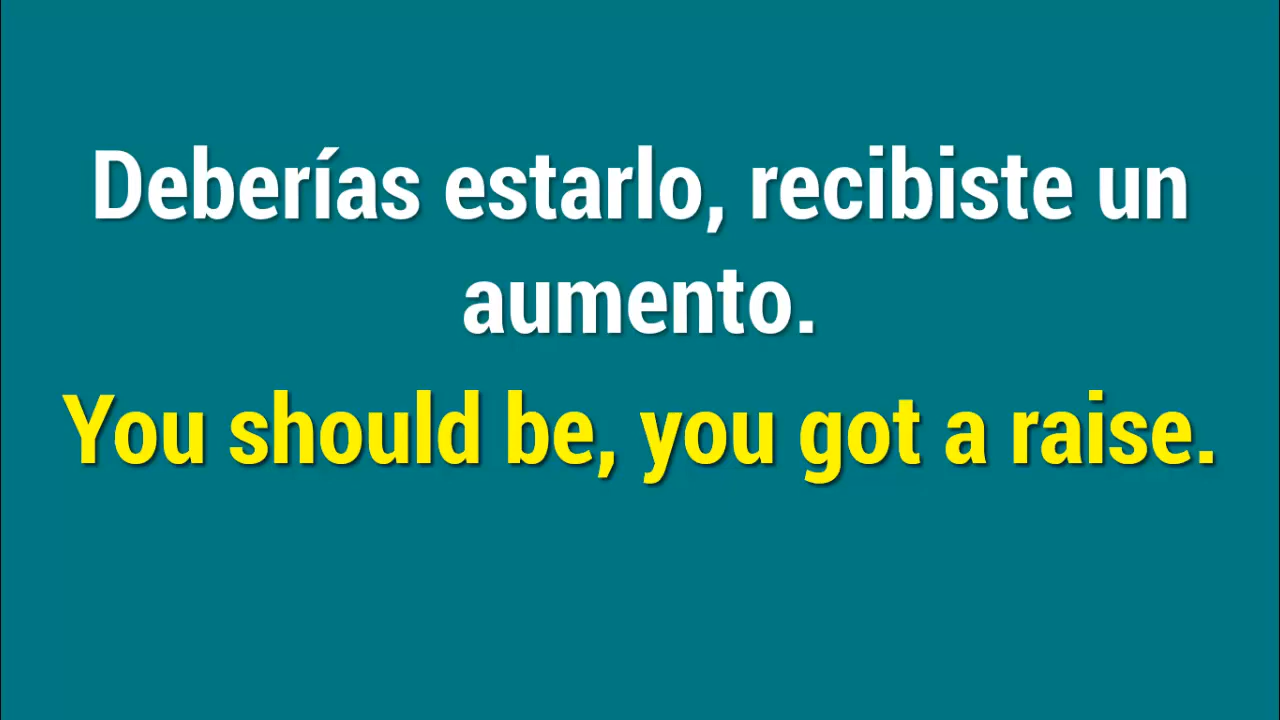 Deberías estarlo, recibiste un
aumento.
You should be, you got a raise.